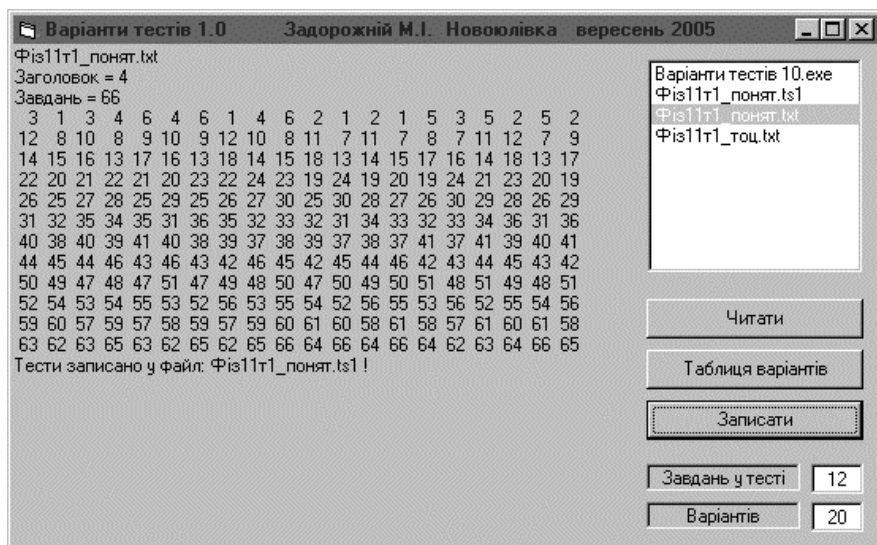 Варіанти тестів 1.0 Задорожній М.І. Новоюлівка вересень 2005
Фіз11т1_понят.txt
Заголовок = 4
Завдань = 66
3 1 3 4 6 4 6 1 4 6 2 1 2 1 5 3 5 2 5 2
12 8 10 8 9 10 9 12 10 8 11 7 11 7 8 7 11 12 7 9
14 15 16 13 17 16 13 18 14 15 18 13 14 15 17 16 14 18 13 17
22 20 21 22 21 20 23 22 24 23 19 24 19 20 19 24 21 23 20 19
26 25 27 28 25 29 25 26 27 30 25 30 28 27 26 30 29 28 26 29
31 32 35 34 35 31 36 35 32 33 32 31 34 33 32 33 34 36 31 36
40 38 40 39 41 40 38 39 37 38 39 37 38 37 41 37 41 39 40 41
44 45 44 46 43 46 43 42 46 45 42 45 44 46 42 43 44 45 43 42
50 49 47 48 47 51 47 49 48 50 47 50 49 50 51 48 51 49 48 51
52 54 53 54 55 53 52 56 53 55 54 52 56 55 53 56 52 55 54 56
59 60 57 59 57 58 59 57 59 60 61 60 58 61 58 57 61 60 61 58
63 62 63 65 63 62 65 62 65 66 64 66 64 66 64 62 63 64 66 65
Тести записано у файл: Фіз11т1_понят.ts1 !
Варіанти тестів 10.exe
Фіз11т1_понят.ts1
Фіз11т1_понят.txt
Фіз11т1_тоц.txt
Читати
Таблиця варіантів
Записати
Завдань у тесті 12
Варіантів 20